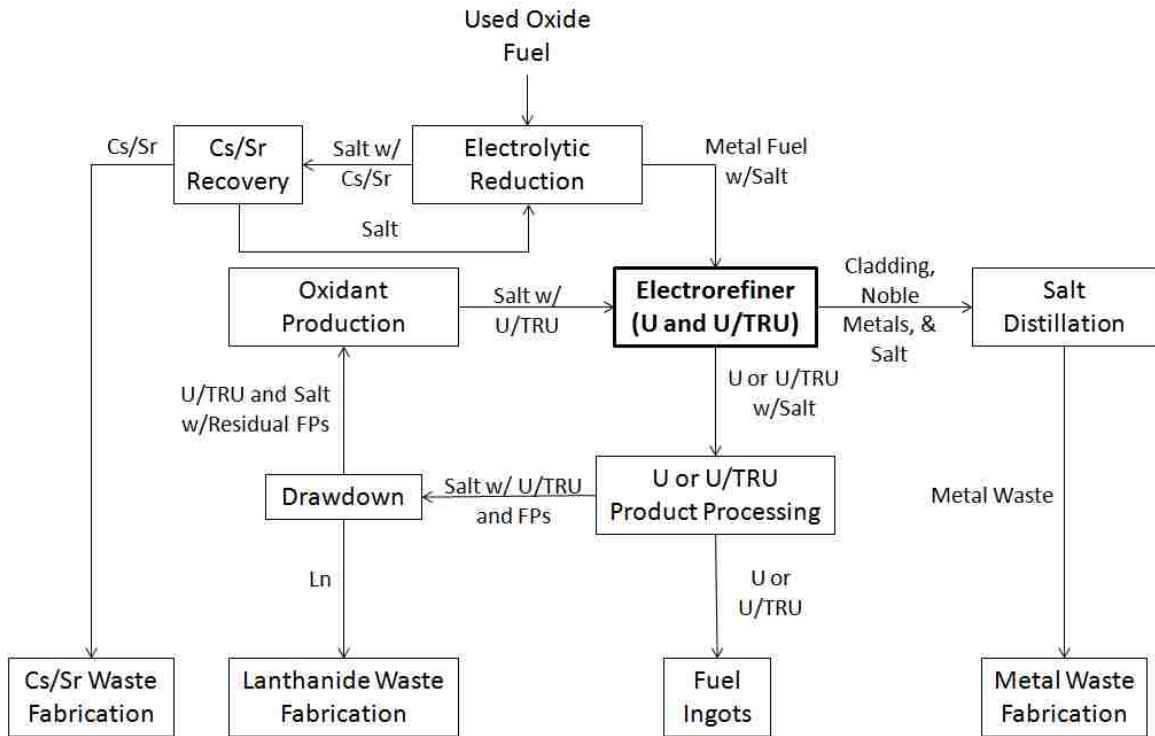 Used Oxide
Fuel
Cs/Sr
Cs/Sr
Recovery
Salt w/
Cs/Sr
Electrolytic
Reduction
Metal Fuel
w/Salt
Salt
Oxidant
Production
Salt w/
U/TRU
Electrorefiner
(U and U/TRU)
Cladding,
Noble
Metals, &
Salt
Salt
Distillation
U/TRU and Salt
w/Residual FPs
U or U/TRU
w/Salt
Drawdown
Salt w/ U/TRU
and FPs
U or U/TRU
Product Processing
Metal Waste
Ln
U or
U/TRU
Cs/Sr Waste
Fabrication
Lanthanide Waste
Fabrication
Fuel
Ingots
Metal Waste
Fabrication